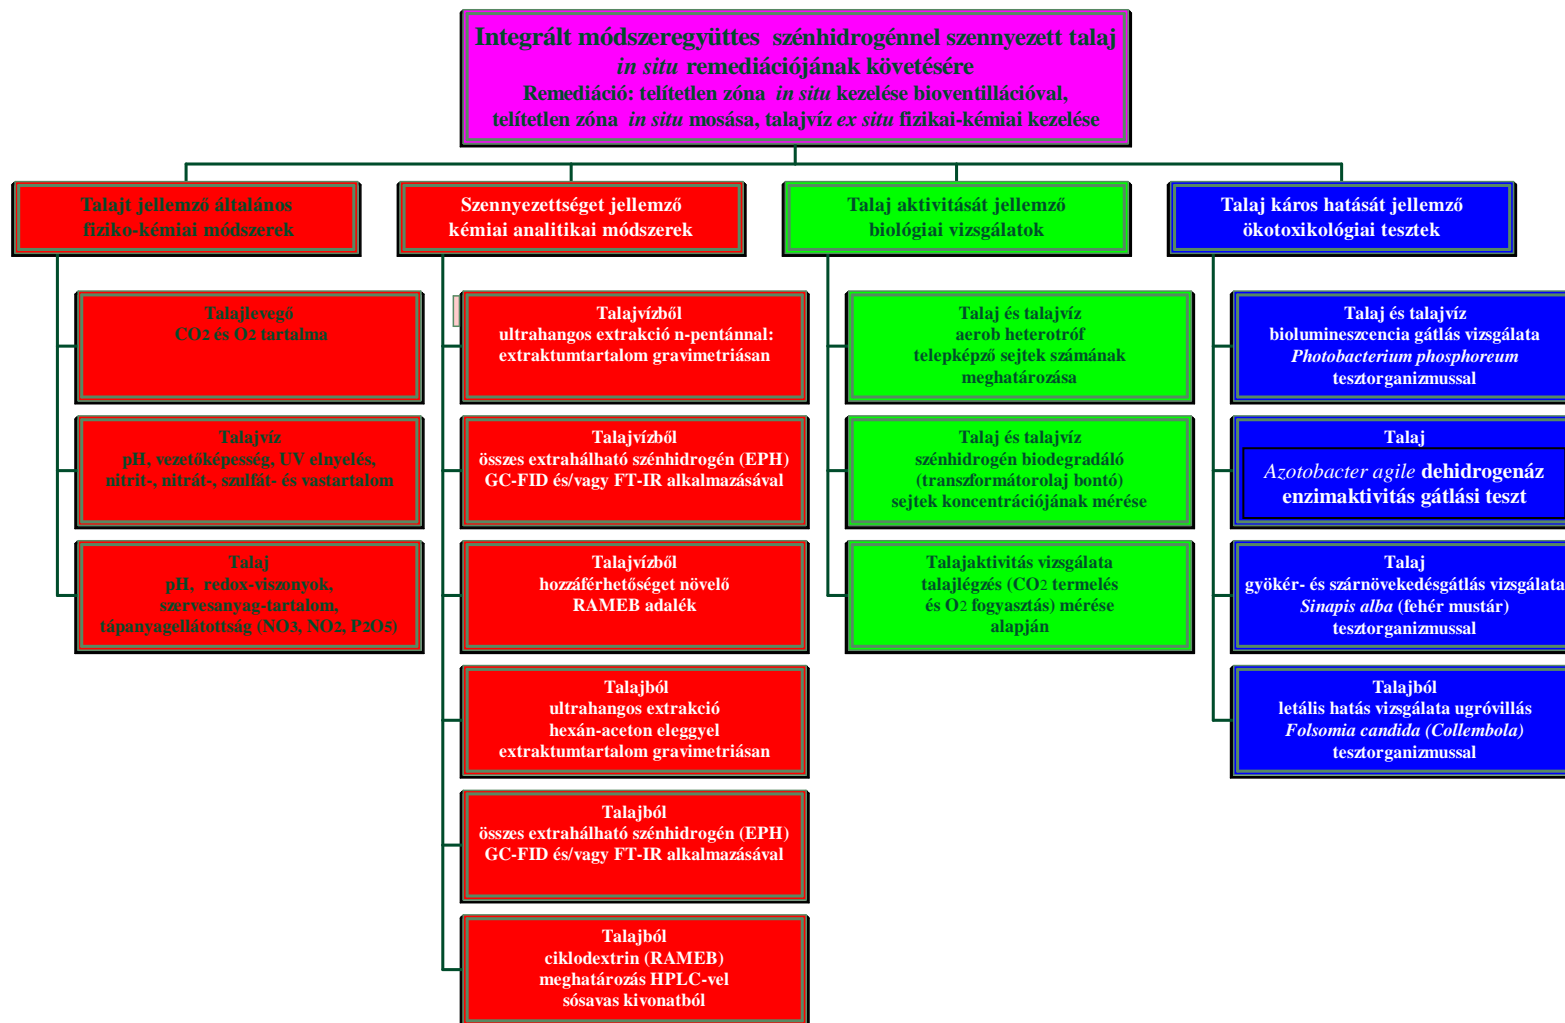 Integrált módszeregyüttes szénhidrogénnel szennyezett talaj
in situ remediációjának követésére
Remediáció: telítetlen zóna in situ kezelése bioventillációval,
telítetlen zóna in situ mosása, talajvíz ex situ fizikai-kémiai kezelése
Talajt jellemző általános
fiziko-kémiai módszerek
Talajlevegő
CO2 és O2 tartalma
Talajvíz
pH, vezetőképesség, UV elnyelés,
nitrit-, nitrát-, szulfát- és vastartalom
Talaj
pH, redox-viszonyok,
szervesanyag-tartalom,
tápanyagellátottság (NO3, NO2, P2O5)
Szennyezettséget jellemző
kémiai analitikai módszerek
Talajvízből
ultrahangos extrakció n-pentánnal:
extraktumtartalom gravimetriásan
Talajvízből
összes extrahálható szénhidrogén (EPH)
GC-FID és/vagy FT-IR alkalmazásával
Talajvízből
hozzáférhetőséget növelő
RAMEB adalék
Talajból
ultrahangos extrakció
hexán-aceton eleggyel
extraktumtartalom gravimetriásan
Talajból
összes extrahálható szénhidrogén (EPH)
GC-FID és/vagy FT-IR alkalmazásával
Talajból
ciklodextrin (RAMEB)
meghatározás HPLC-vel
sósavas kivonatból
Talaj aktivitását jellemző
biológiai vizsgálatok
Talaj és talajvíz
aerob heterotróf
telepképző sejtek számának
meghatározása
Talaj és talajvíz
szénhidrogén biodegradáló
(transzformátorolaj bontó)
sejtek koncentrációjának mérése
Talajaktivitás vizsgálata
talajlégzés (CO2 termelés
és O2 fogyasztás) mérése
alapján
Talaj káros hatását jellemző
ökotoxikológiai tesztek
Talaj és talajvíz
biolumineszcencia gátlás vizsgálata
Photobacterium phosphoreum
tesztorganizmussal
Talaj
Azotobacter agile dehidrogenáz
enzimaktivitás gátlási teszt
Talaj
gyökér- és szárnövekedésgátlás vizsgálata
Sinapis alba (fehér mustár)
tesztorganizmussal
Talajból
letális hatás vizsgálata ugróvillás
Folsomia candida (Collembola)
tesztorganizmussal